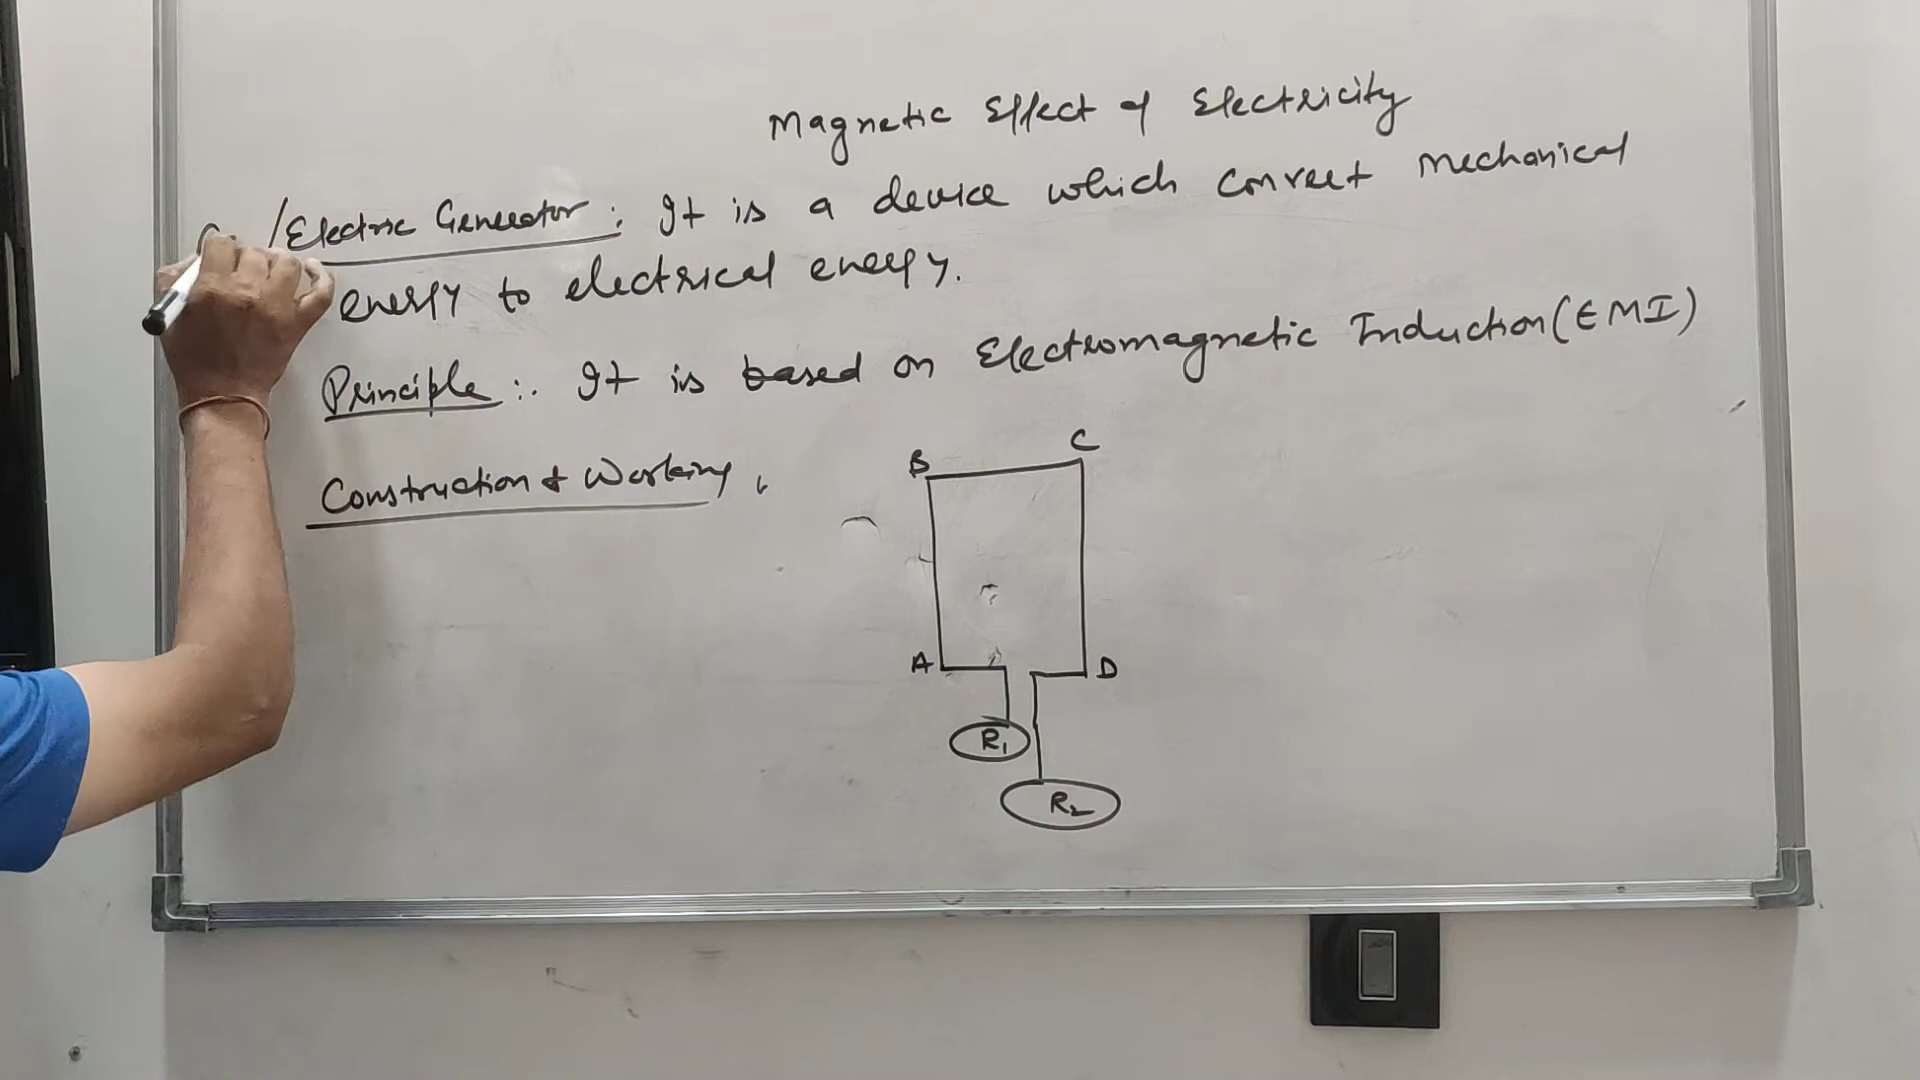 Magnetic Effect of Electricity
/Electric Generator : It is a device which convert mechanical
energy to electrical energy.
Principle :. It is based on Electromagnetic Induction (EMI)
Construction & Working,
B C
A D
R1
R2